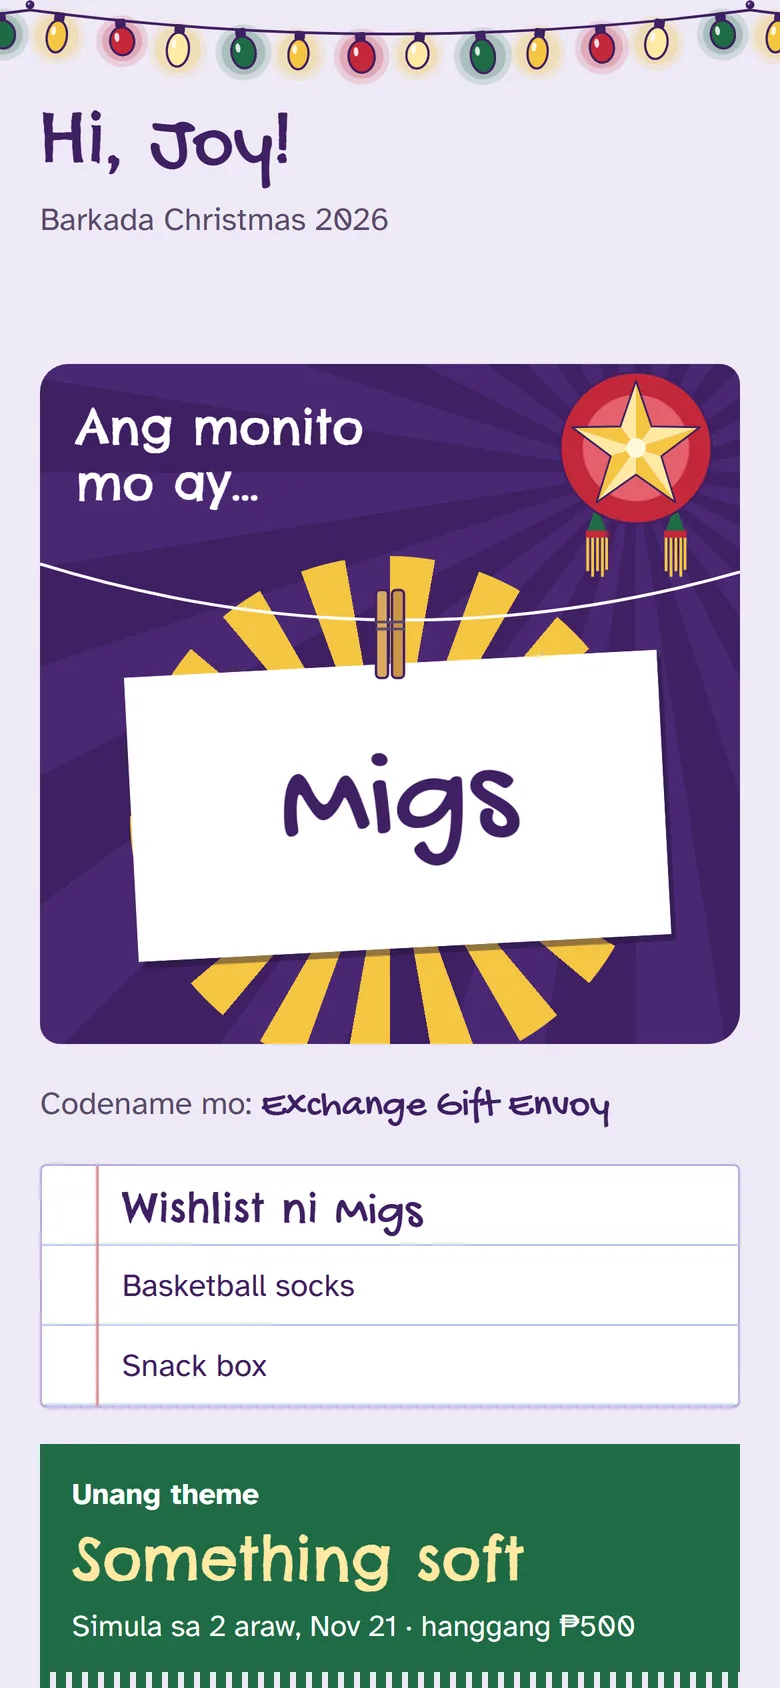 Hi, Joy!
Barkada Christmas 2026
Ang monito
mo ay...
Migs
Codename mo: Exchange Gift Envoy
Wishlist ni Migs
Basketball socks
Snack box
Unang theme
Something soft
Simula sa 2 araw, Nov 21 · hanggang ₱500